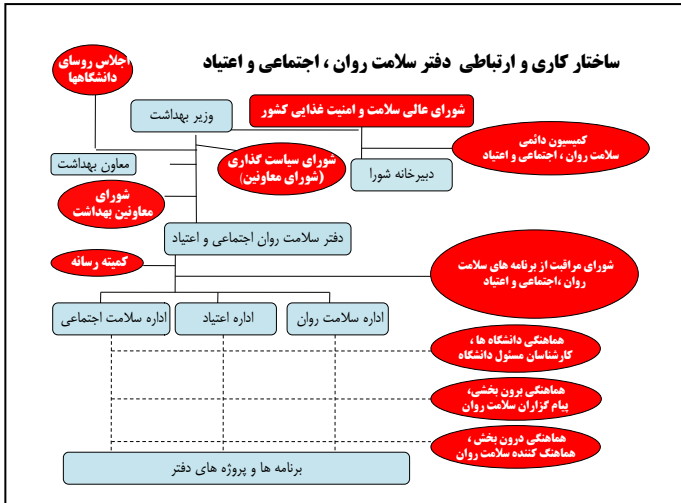 ساختار کاری و ارتباطی دفتر سلامت روان ، اجتماعی و اعتیاد
اجلاس روسای
دانشگاهها
وزیر بهداشت
شورای عالی سلامت و امنیت غذایی کشور
کمیسیون دائمی
سلامت روان ، اجتماعی و اعتیاد
معاون بهداشت
شورای سیاست گذاری
(شورای معاونین)
دبیرخانه شورا
شورای
معاونین بهداشت
دفتر سلامت روان اجتماعی و اعتیاد
کمیته رسانه
شورای مراقبت از برنامه های سلامت
روان ،اجتماعی و اعتیاد
اداره سلامت روان
اداره اعتیاد
اداره سلامت اجتماعی
هماهنگی دانشگاه ها ،
کارشناسان مسئول دانشگاه
هماهنگی برون بخشی،
پیام گزاران سلامت روان
هماهنگی درون بخش ،
هماهنگ کننده سلامت روان
برنامه ها و پروژه های دفتر